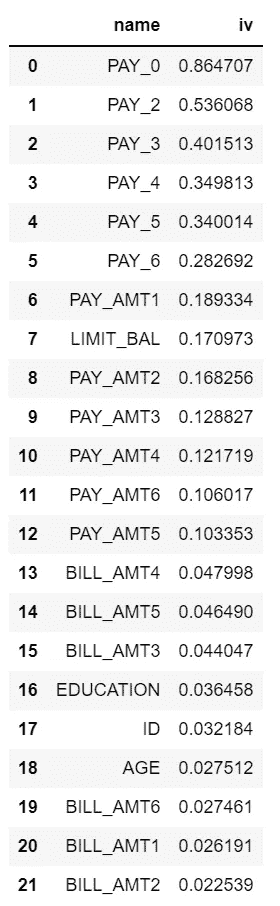 name iv
0 PAY_0 0.864707
1 PAY_2 0.536068
2 PAY_3 0.401513
3 PAY_4 0.349813
4 PAY_5 0.340014
5 PAY_6 0.282692
6 PAY_AMT1 0.189334
7 LIMIT_BAL 0.170973
8 PAY_AMT2 0.168256
9 PAY_AMT3 0.128827
10 PAY_AMT4 0.121719
11 PAY_AMT6 0.106017
12 PAY_AMT5 0.103353
13 BILL_AMT4 0.047998
14 BILL_AMT5 0.046490
15 BILL_AMT3 0.044047
16 EDUCATION 0.036458
17 ID 0.032184
18 AGE 0.027512
19 BILL_AMT6 0.027461
20 BILL_AMT1 0.026191
21 BILL_AMT2 0.022539